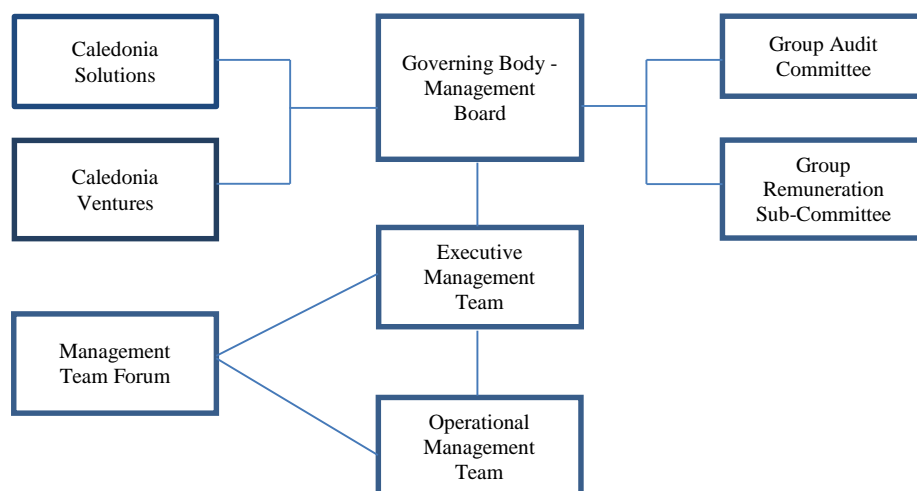 Caledonia
Solutions
Governing Body -
Management
Board
Group Audit
Committee
Caledonia
Ventures
Group
Remuneration
Sub-Committee
Executive
Management
Team
Management
Team Forum
Operational
Management
Team